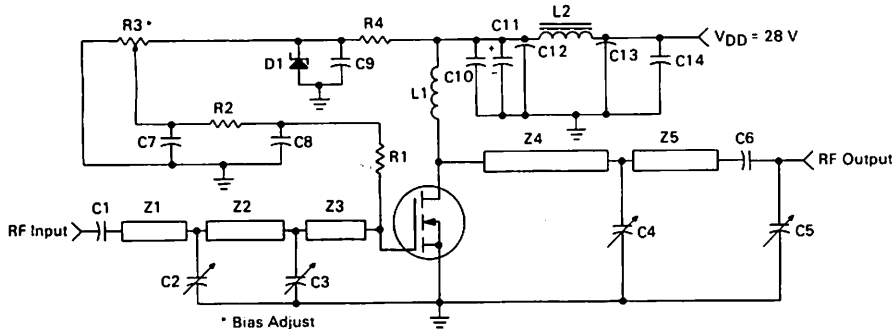 R3*
R4
C11
L2
V_DD = 28 V
D1
C9
C10
C12
C13
C14
L1
R2
C7
C8
R1
Z4
Z5
C6
RF Output
C1
Z1
Z2
Z3
RF Input
C2
C3
C4
C5
* Bias Adjust